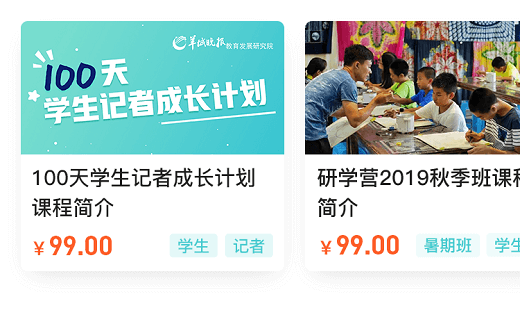 羊城晚报教育发展研究院
100天
学生记者成长计划
100天学生记者成长计划
课程简介
¥99.00
学生 记者
研学营2019秋季班课
简介
¥99.00
暑期班 学